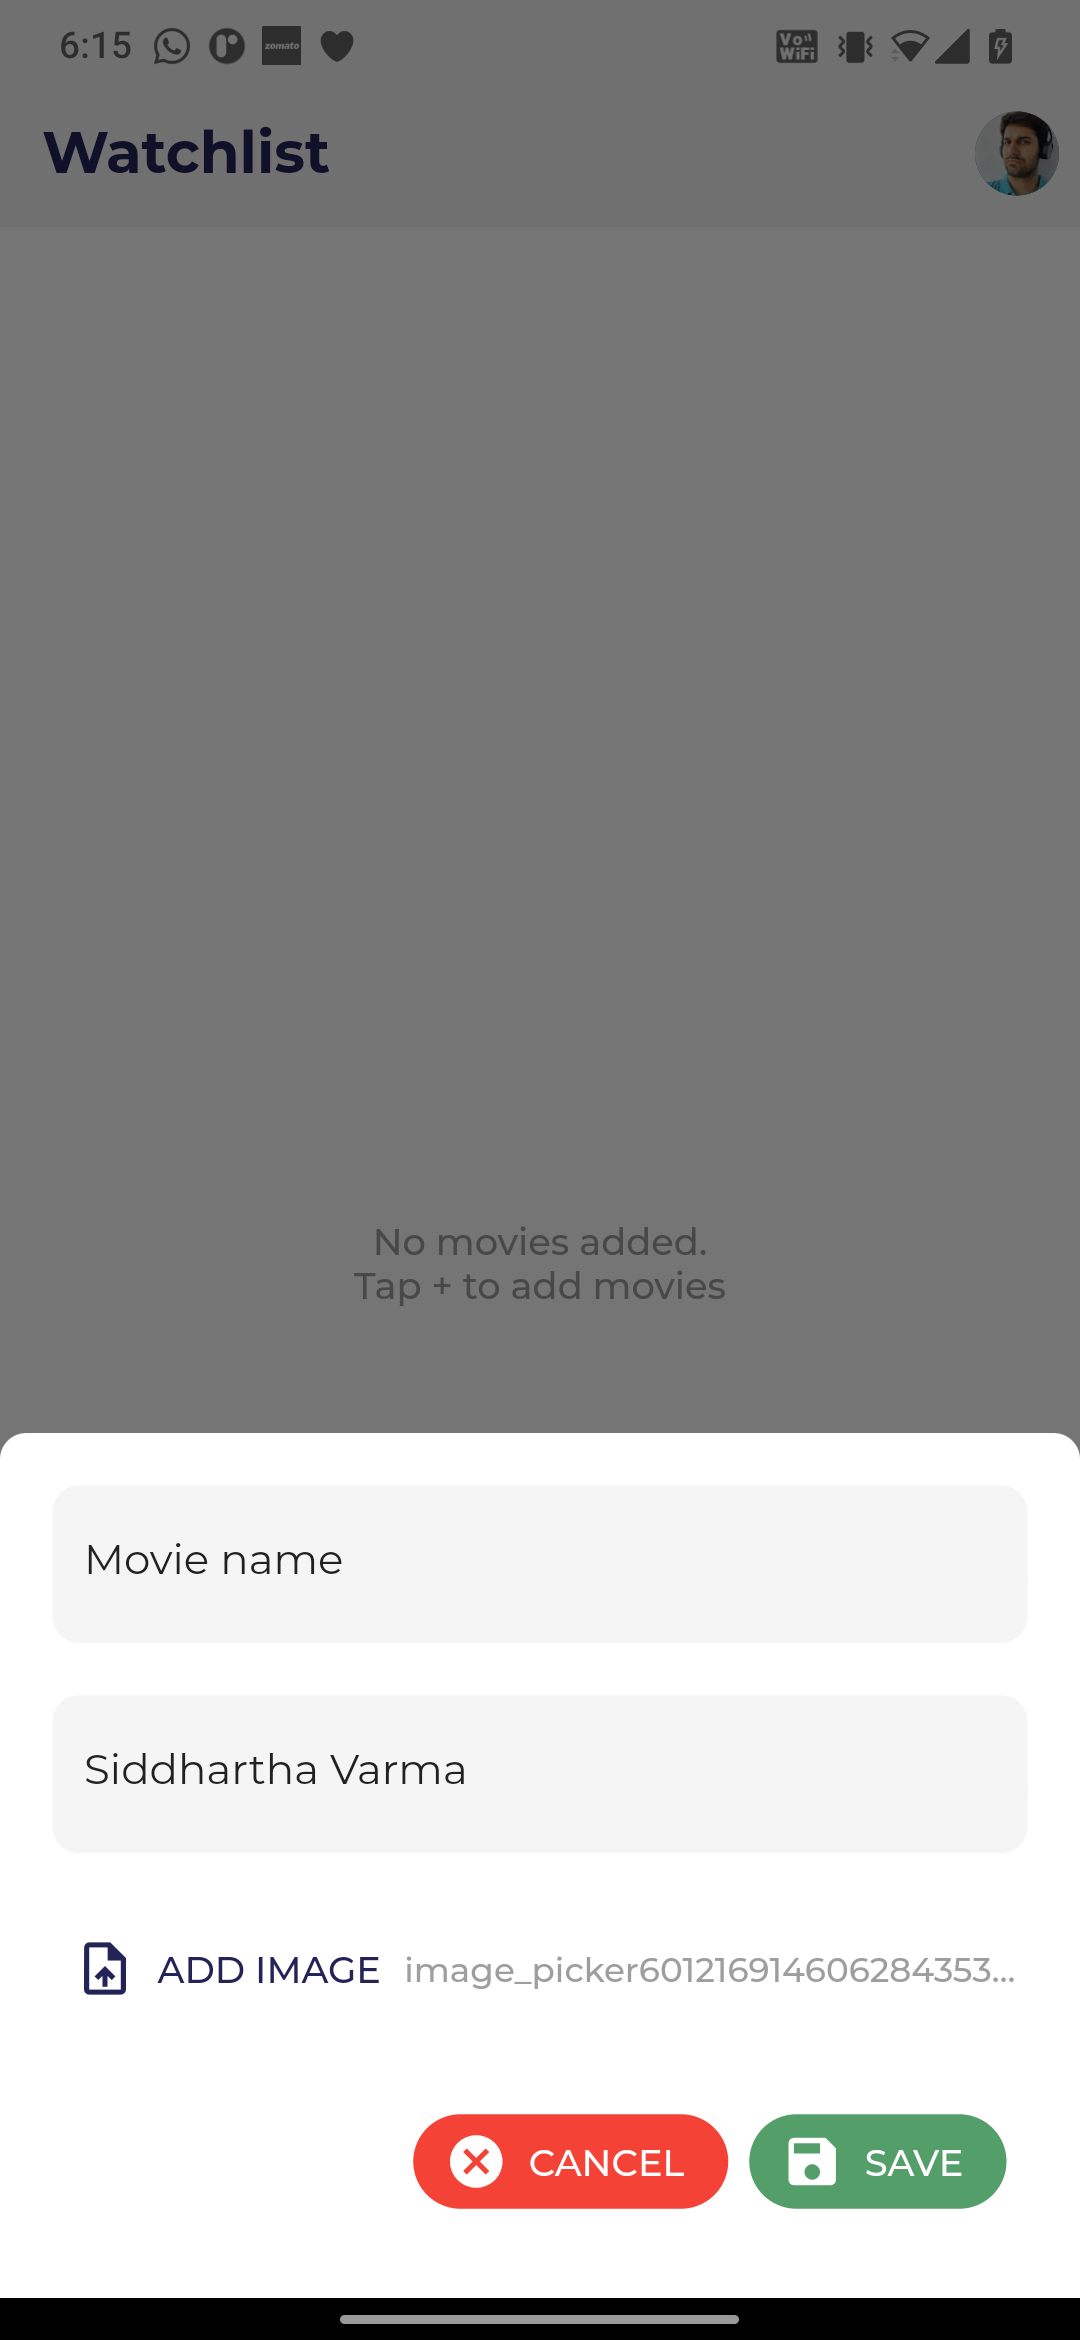 6:15
zomato
Vo
WiFi
Watchlist
No movies added.
Tap + to add movies
Movie name
Siddhartha Varma
ADD IMAGE image_picker601216914606284353...
CANCEL SAVE